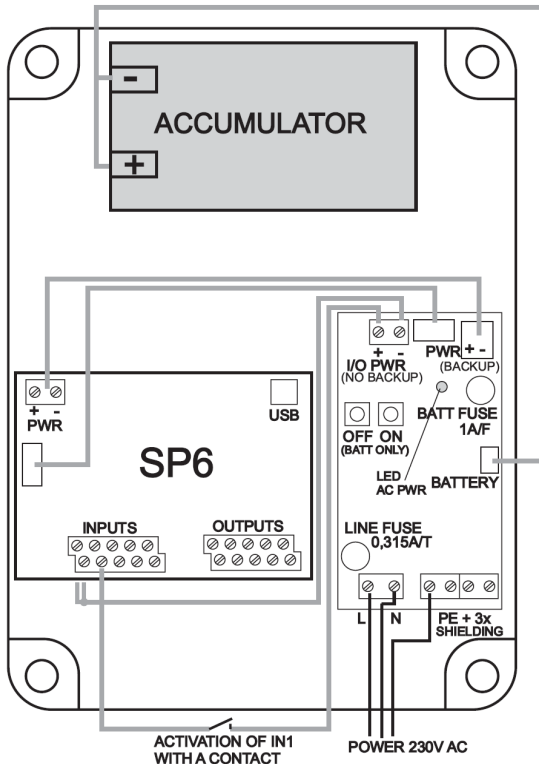 -
ACCUMULATOR
+
+ -
I/O PWR
(NO BACKUP)
PWR
+ -
(BACKUP)
BATT FUSE
1A/F
OFF ON
(BATT ONLY)
LED
AC PWR
BATTERY
LINE FUSE
0,315A/T
L N
PE + 3x
SHIELDING
+ -
PWR
USB
SP6
INPUTS
OUTPUTS
ACTIVATION OF IN1
WITH A CONTACT
POWER 230V AC